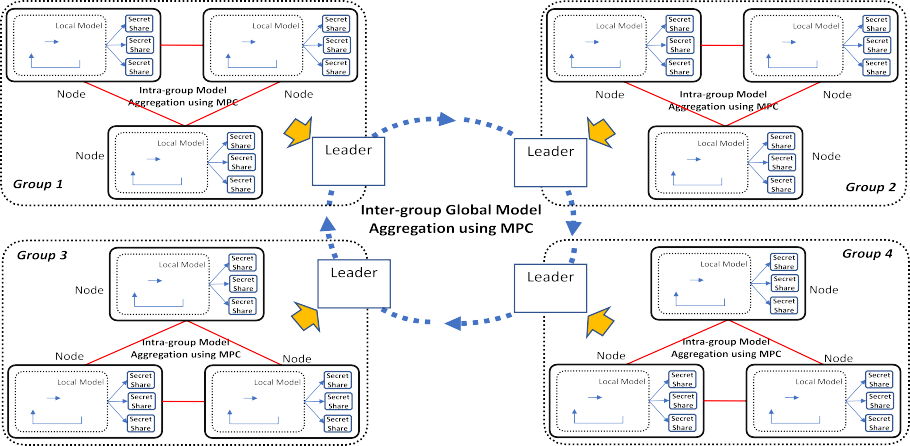 Local Model
Secret
Share
Secret
Share
Secret
Share
Local Model
Secret
Share
Secret
Share
Secret
Share
Node
Intra-group Model
Aggregation using MPC
Node
Node
Local Model
Secret
Share
Secret
Share
Secret
Share
Group 1
Leader
Local Model
Secret
Share
Secret
Share
Secret
Share
Local Model
Secret
Share
Secret
Share
Secret
Share
Node
Intra-group Model
Aggregation using MPC
Node
Local Model
Secret
Share
Secret
Share
Secret
Share
Node
Group 2
Leader
Inter-group Global Model
Aggregation using MPC
Group 3
Local Model
Secret
Share
Secret
Share
Secret
Share
Node
Leader
Node
Intra-group Model
Aggregation using MPC
Node
Local Model
Secret
Share
Secret
Share
Secret
Share
Local Model
Secret
Share
Secret
Share
Secret
Share
Leader
Local Model
Secret
Share
Secret
Share
Secret
Share
Node
Group 4
Node
Intra-group Model
Aggregation using MPC
Node
Local Model
Secret
Share
Secret
Share
Secret
Share
Local Model
Secret
Share
Secret
Share
Secret
Share